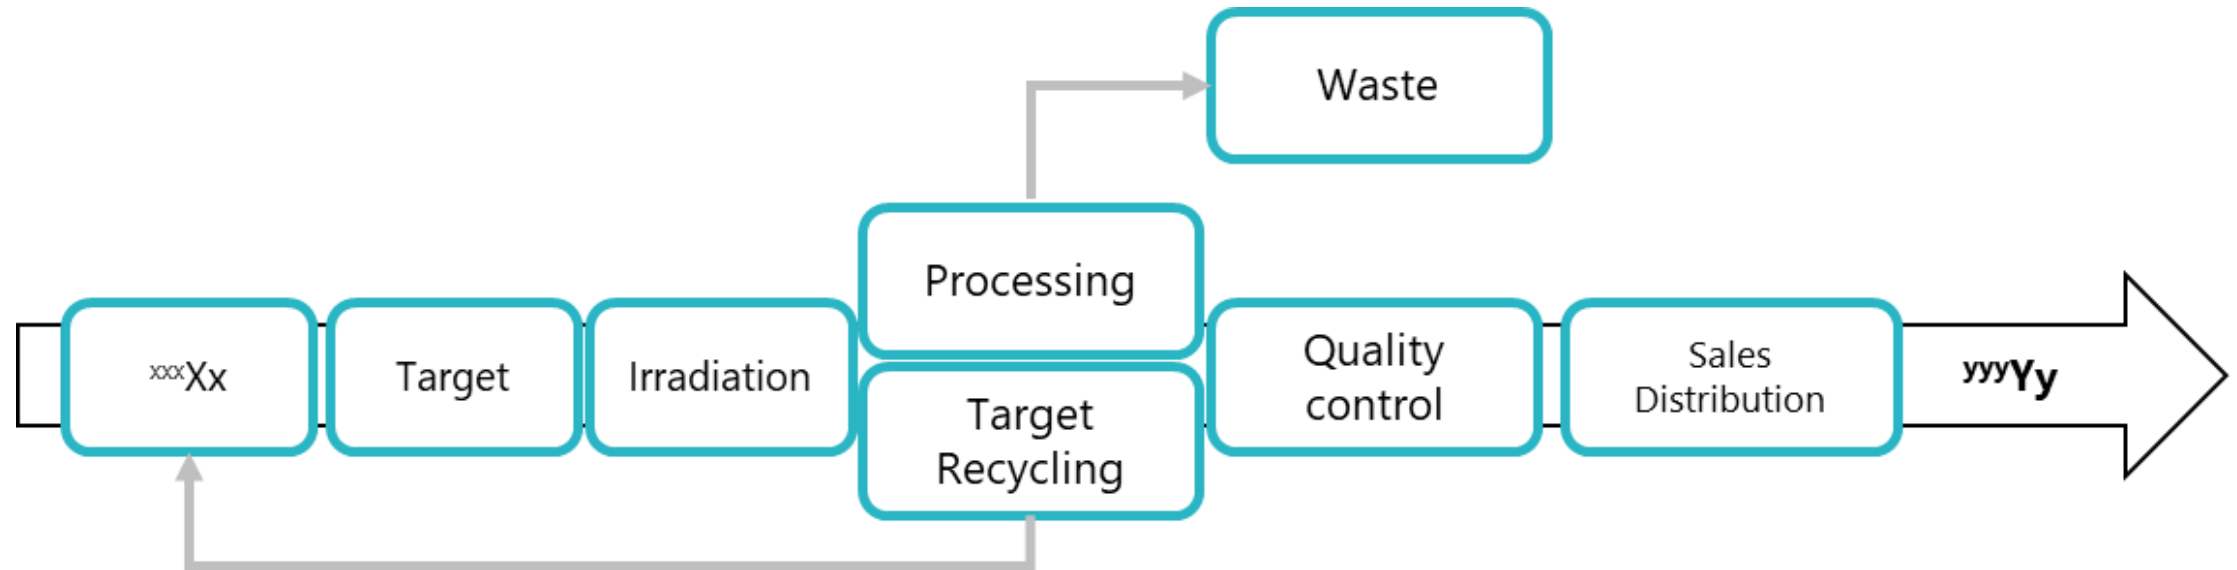 Waste
Processing
ˣˣˣXx
Target
Irradiation
Target
Recycling
Quality
control
Sales
Distribution
ʸʸʸYy